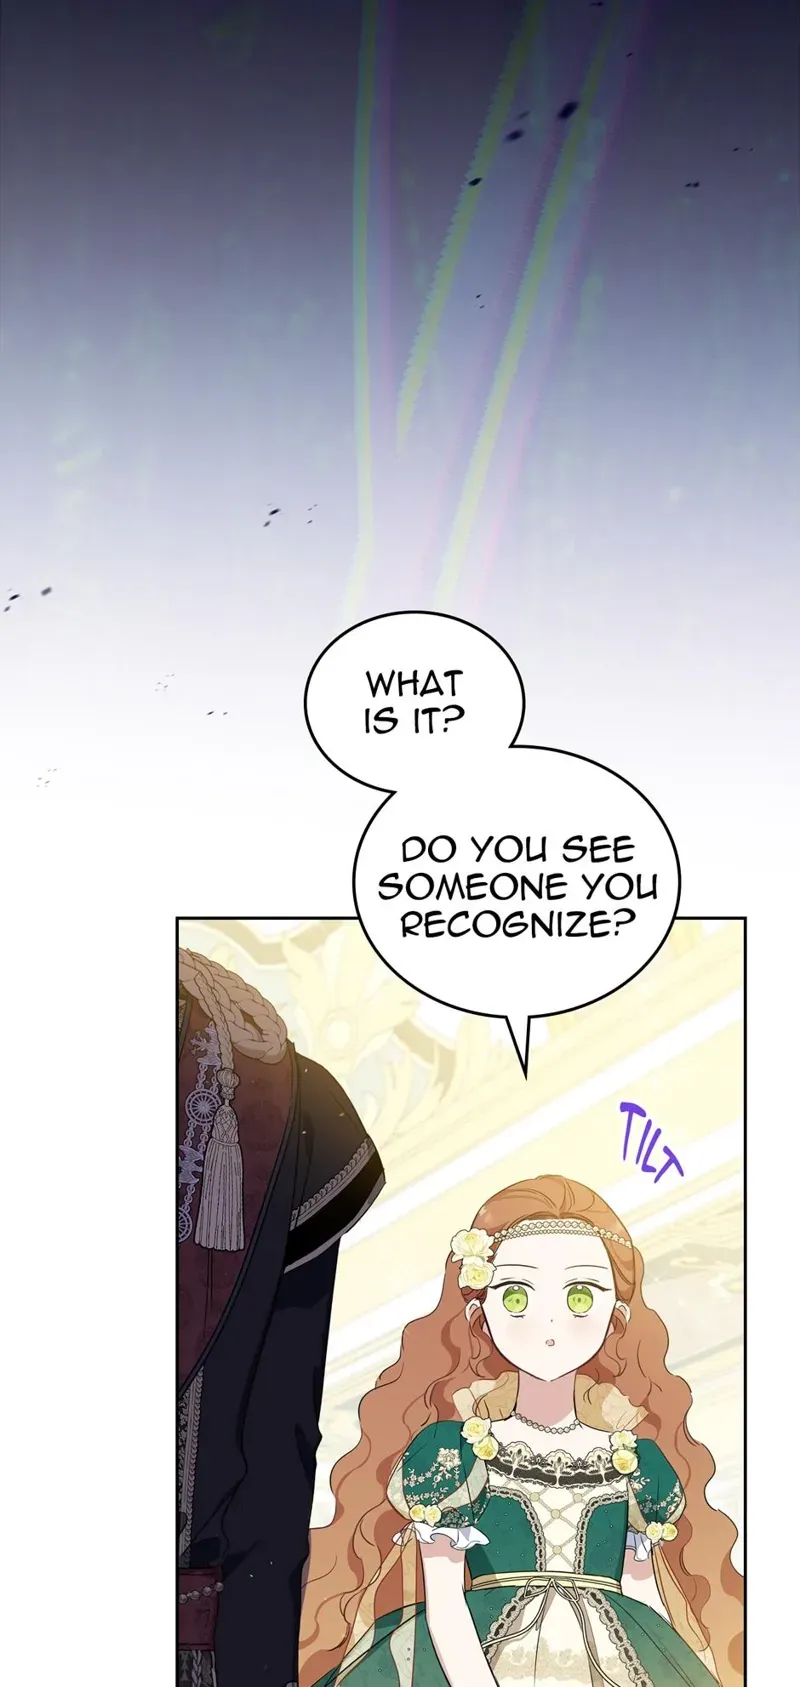 WHAT
IS IT?
DO YOU SEE
SOMEONE YOU
RECOGNIZE?
TILT